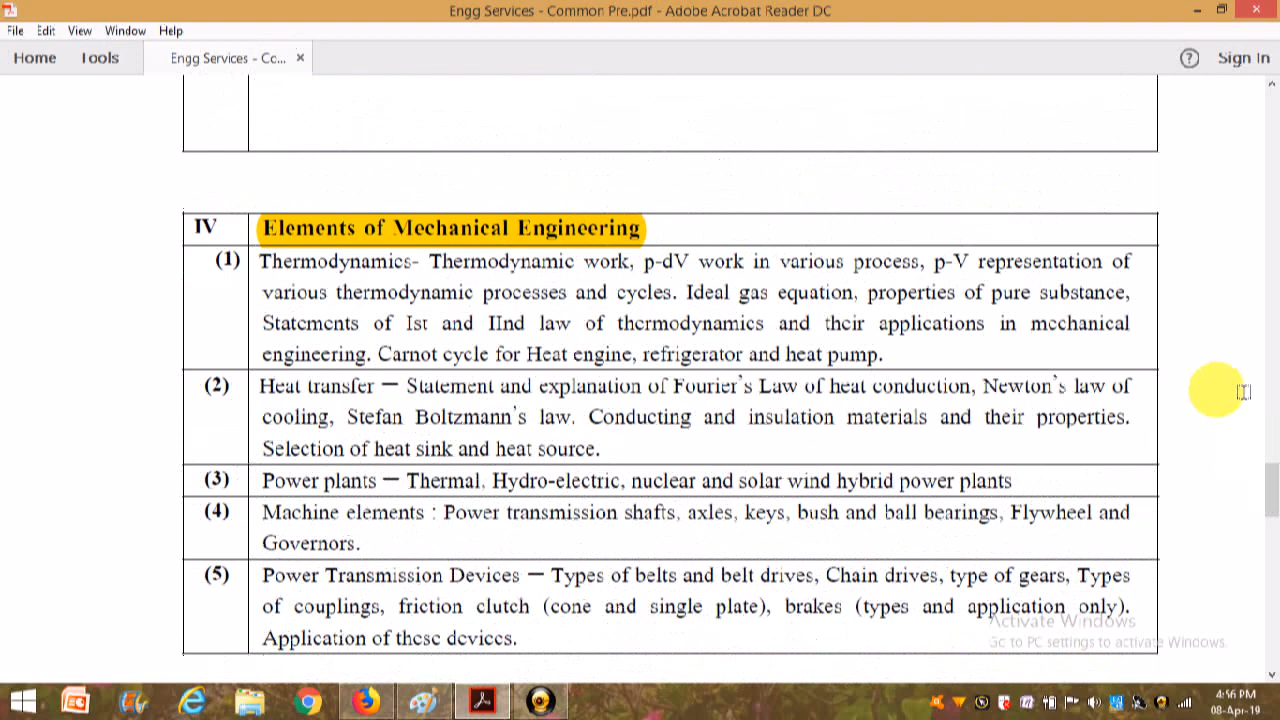 Engg Services - Common Pre.pdf - Adobe Acrobat Reader DC
File Edit View Window Help
Home Tools Engg Services - Cc... × ? Sign In
IV Elements of Mechanical Engineering
(1) Thermodynamics- Thermodynamic work, p-dV work in various process, p-V representation of
various thermodynamic processes and cycles. Ideal gas equation, properties of pure substance,
Statements of Ist and IInd law of thermodynamics and their applications in mechanical
engineering. Carnot cycle for Heat engine, refrigerator and heat pump.
(2) Heat transfer – Statement and explanation of Fourier's Law of heat conduction, Newton's law of
cooling, Stefan Boltzmann's law. Conducting and insulation materials and their properties.
Selection of heat sink and heat source.
(3) Power plants – Thermal, Hydro-electric, nuclear and solar wind hybrid power plants
(4) Machine elements : Power transmission shafts, axles, keys, bush and ball bearings, Flywheel and
Governors.
(5) Power Transmission Devices – Types of belts and belt drives, Chain drives, type of gears, Types
of couplings, friction clutch (cone and single plate), brakes (types and application only).
Application of these devices.
Activate Windows
Go to PC settings to activate Windows.
4:56 PM
08-Apr-19